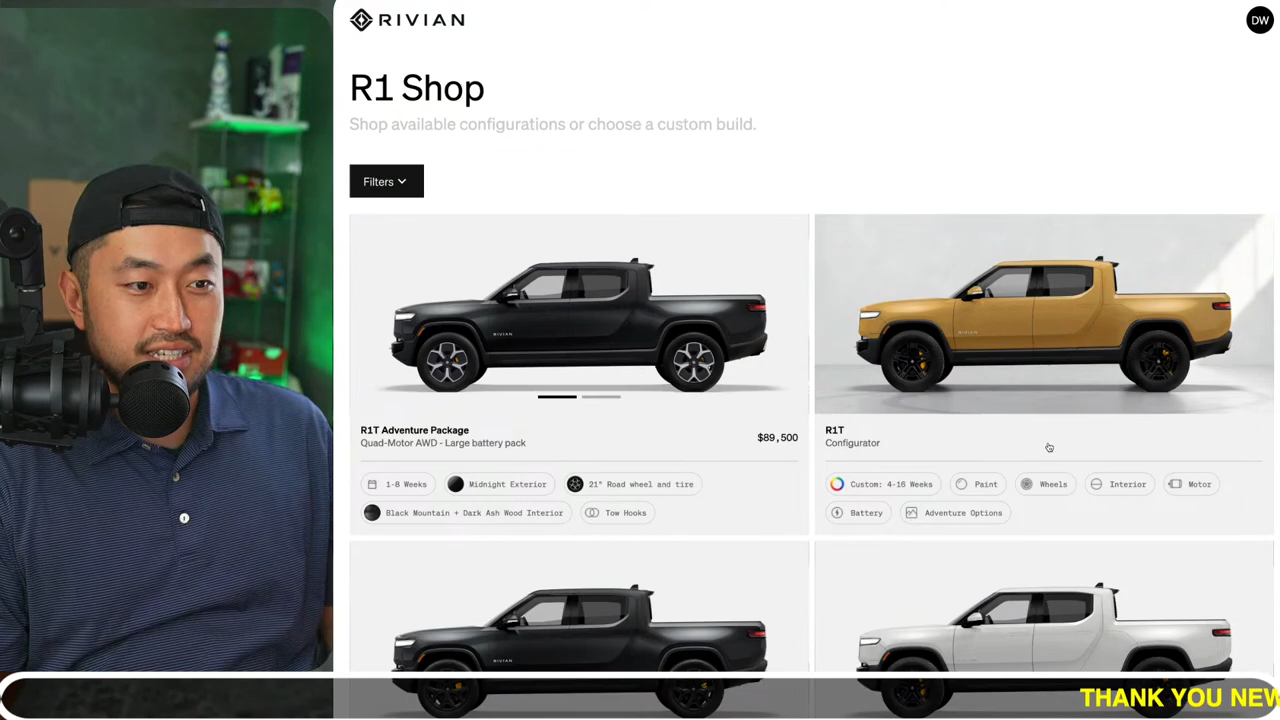 RIVIAN
DW
R1 Shop
Shop available configurations or choose a custom build.
Filters
R1T Adventure Package
Quad-Motor AWD - Large battery pack
$89,500
1-8 Weeks
Midnight Exterior
21" Road wheel and tire
Black Mountain + Dark Ash Wood Interior
Tow Hooks
R1T
Configurator
Custom: 4-16 Weeks
Paint
Wheels
Interior
Motor
Battery
Adventure Options
RIVIAN
RIVIAN
RIVIAN
THANK YOU NEW